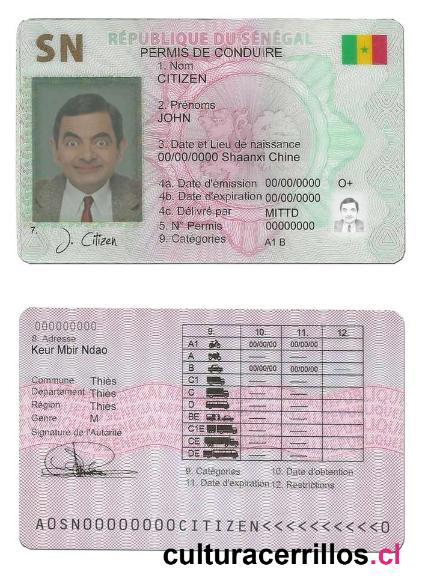 SN
RÉPUBLIQUE DU SÉNÉGAL
PERMIS DE CONDUIRE
1. Nom
CITIZEN
2. Prénoms
JOHN
3. Date et Lieu de naissance
00/00/0000 Shaanxi Chine
4a. Date d'émission 00/00/0000 O+
4b. Date d'expiration 00/00/0000
4c. Délivré par MITTD
5. N° Permis 00000000
9. Catégories A1 B
7. J. Citizen
000000000
8. Adresse
Keur Mbir Ndao
Commune Thiès
Département Thiès
Région Thiès
Genre M
Signature de l'Autorité
9. 10. 11. 12.
A1 00/00/00 00/00/00
A
B 00/00/00 00/00/00
C1
C
D
BE
C1E
CE
DE
9. Catégories 10. Date d'obtention
11. Date d'expiration 12. Restrictions
A0SN00000000CITIZEN<<<<<<<<<0
culturacerrillos.cl